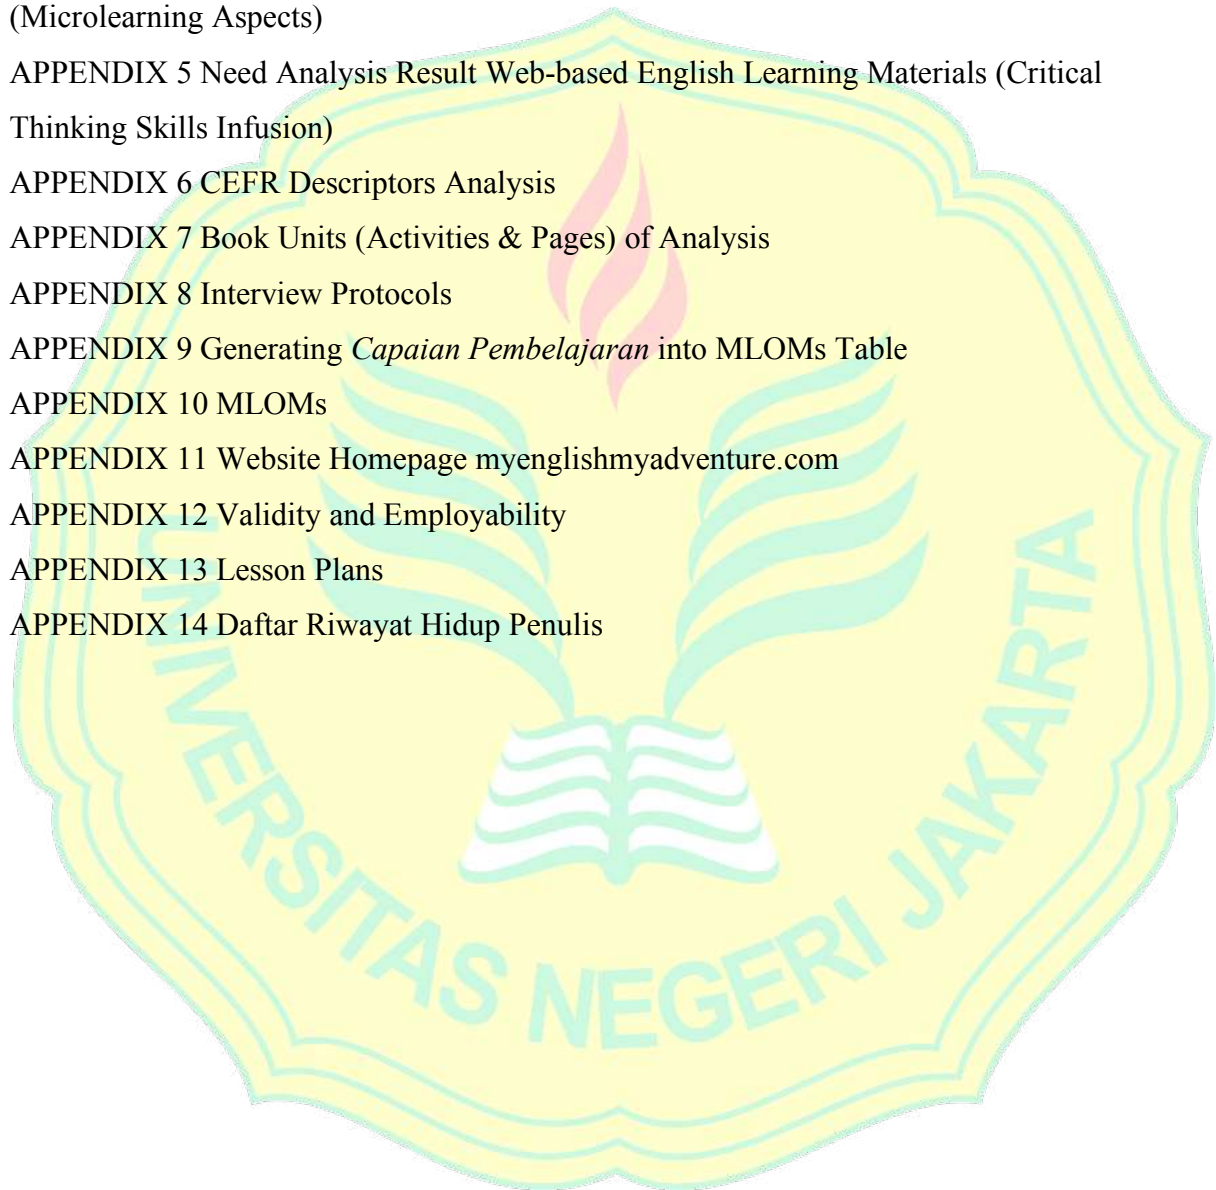 (Microlearning Aspects)
APPENDIX 5 Need Analysis Result Web-based English Learning Materials (Critical
Thinking Skills Infusion)
APPENDIX 6 CEFR Descriptors Analysis
APPENDIX 7 Book Units (Activities & Pages) of Analysis
APPENDIX 8 Interview Protocols
APPENDIX 9 Generating Capaian Pembelajaran into MLOMs Table
APPENDIX 10 MLOMs
APPENDIX 11 Website Homepage myenglishmyadventure.com
APPENDIX 12 Validity and Employability
APPENDIX 13 Lesson Plans
APPENDIX 14 Daftar Riwayat Hidup Penulis
UNIVERSITAS NEGERI JAKARTA